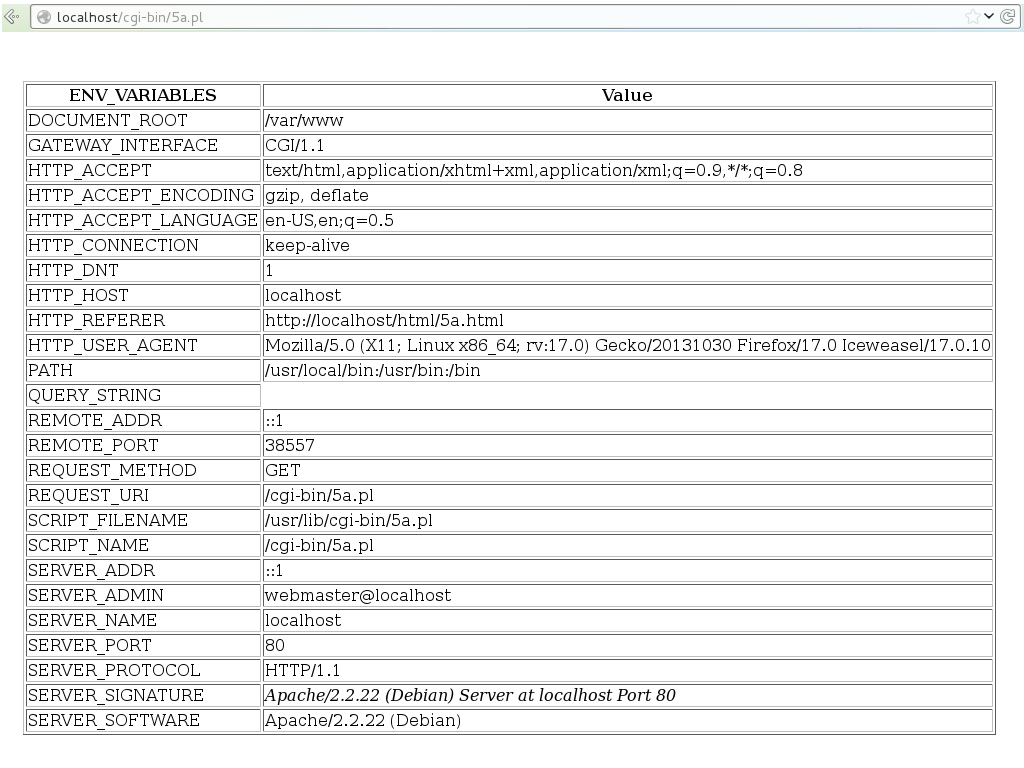 localhost/cgi-bin/5a.pl
ENV_VARIABLES Value
DOCUMENT_ROOT /var/www
GATEWAY_INTERFACE CGI/1.1
HTTP_ACCEPT text/html,application/xhtml+xml,application/xml;q=0.9,*/*;q=0.8
HTTP_ACCEPT_ENCODING gzip, deflate
HTTP_ACCEPT_LANGUAGE en-US,en;q=0.5
HTTP_CONNECTION keep-alive
HTTP_DNT 1
HTTP_HOST localhost
HTTP_REFERER http://localhost/html/5a.html
HTTP_USER_AGENT Mozilla/5.0 (X11; Linux x86_64; rv:17.0) Gecko/20131030 Firefox/17.0 Iceweasel/17.0.10
PATH /usr/local/bin:/usr/bin:/bin
QUERY_STRING
REMOTE_ADDR ::1
REMOTE_PORT 38557
REQUEST_METHOD GET
REQUEST_URI /cgi-bin/5a.pl
SCRIPT_FILENAME /usr/lib/cgi-bin/5a.pl
SCRIPT_NAME /cgi-bin/5a.pl
SERVER_ADDR ::1
SERVER_ADMIN webmaster@localhost
SERVER_NAME localhost
SERVER_PORT 80
SERVER_PROTOCOL HTTP/1.1
SERVER_SIGNATURE Apache/2.2.22 (Debian) Server at localhost Port 80
SERVER_SOFTWARE Apache/2.2.22 (Debian)